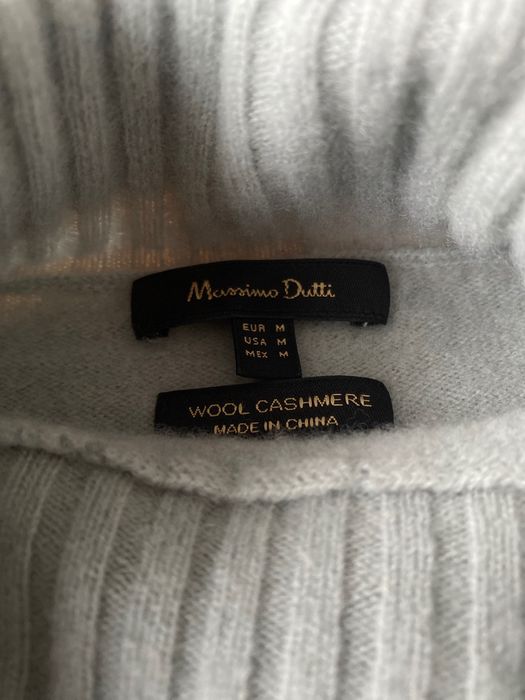 Massimo Dutti
EUR M
USA M
MEX M
WOOL CASHMERE
MADE IN CHINA